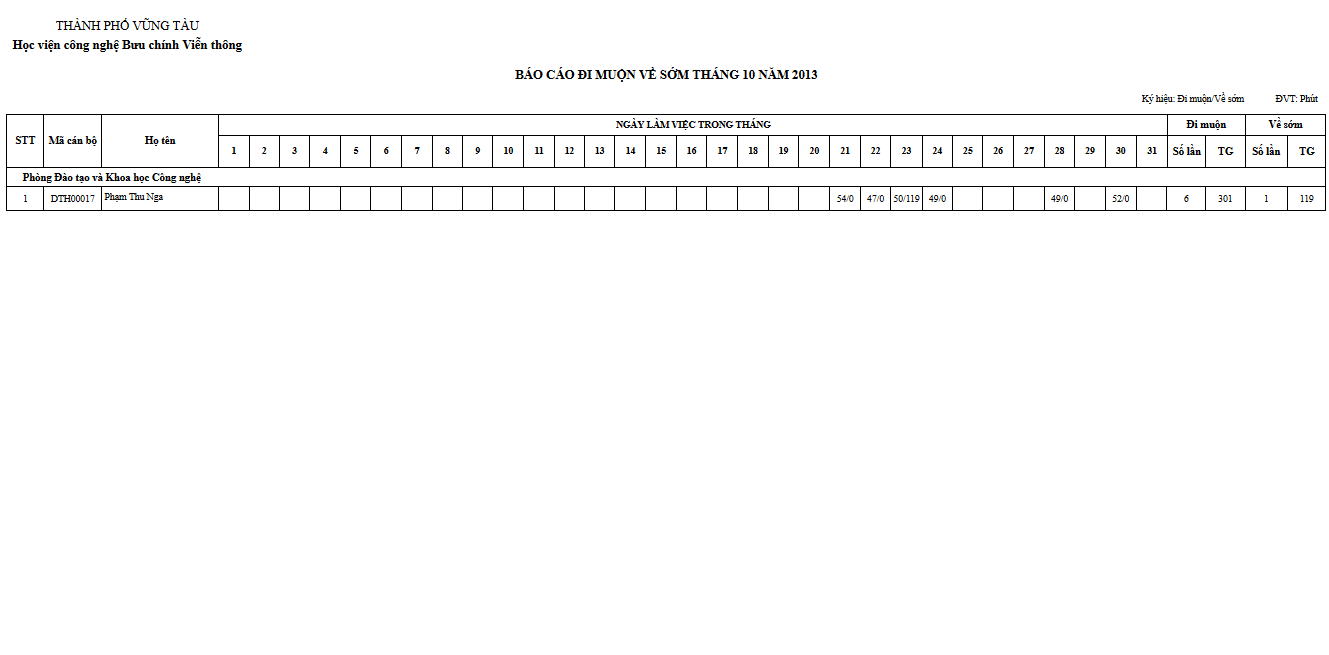 THÀNH PHỐ VŨNG TÀU
Học viện công nghệ Bưu chính Viễn thông
BÁO CÁO ĐI MUỘN VỀ SỚM THÁNG 10 NĂM 2013
Ký hiệu: Đi muộn/Về sớm ĐVT: Phút
STT Mã cán bộ Họ tên NGÀY LÀM VIỆC TRONG THÁNG Đi muộn Về sớm
1 2 3 4 5 6 7 8 9 10 11 12 13 14 15 16 17 18 19 20 21 22 23 24 25 26 27 28 29 30 31 Số lần TG Số lần TG
Phòng Đào tạo và Khoa học Công nghệ
1 DTH00017 Phạm Thu Nga 54/0 47/0 50/119 49/0 49/0 52/0 6 301 1 119